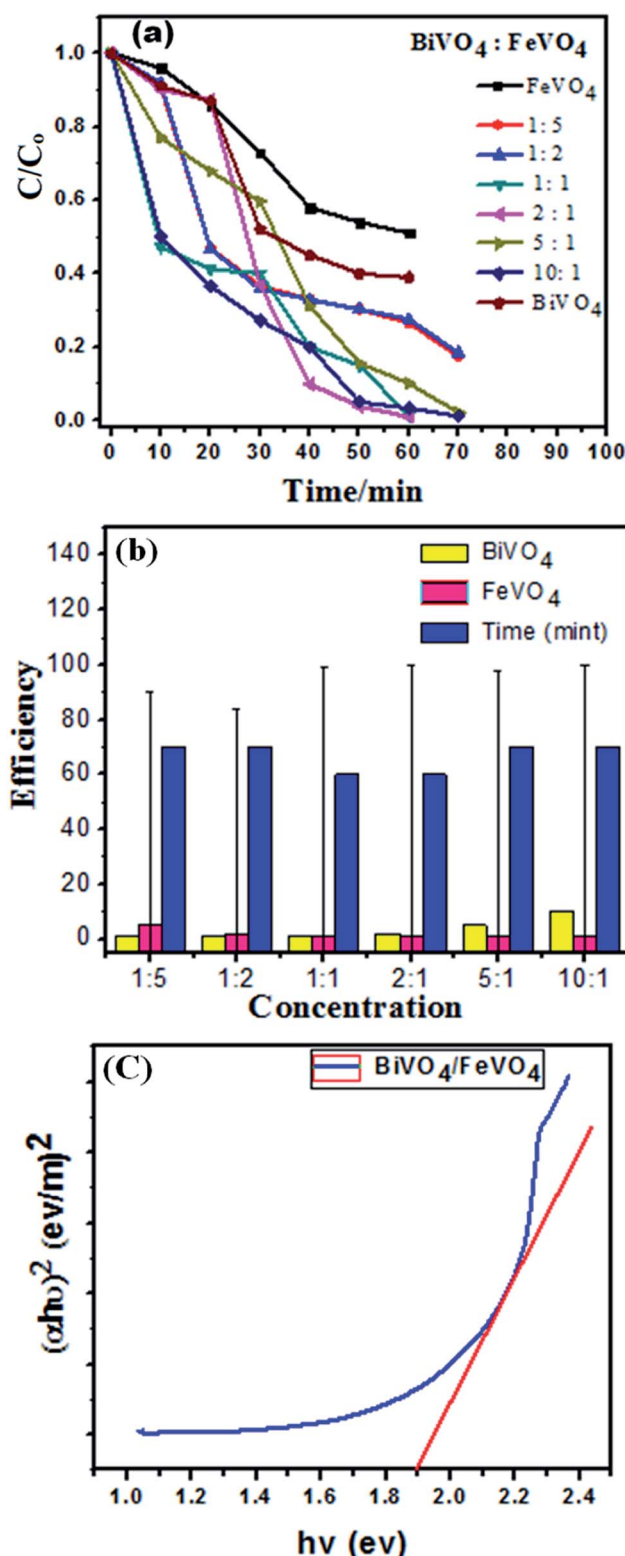 (a)
BiVO4 : FeVO4
FeVO4
1: 5
1: 2
1: 1
2 : 1
5 : 1
10: 1
BiVO4
C/Co
1.0
0.8
0.6
0.4
0.2
0.0
0 10 20 30 40 50 60 70 80 90 100
Time/min
(b)
BiVO4
FeVO4
Time (mint)
Efficiency
140
120
100
80
60
40
20
0
1:5 1:2 1:1 2:1 5:1 10:1
Concentration
(C)
BiVO4/FeVO4
(αhυ)2 (ev/m)2
1.0 1.2 1.4 1.6 1.8 2.0 2.2 2.4
hv (ev)